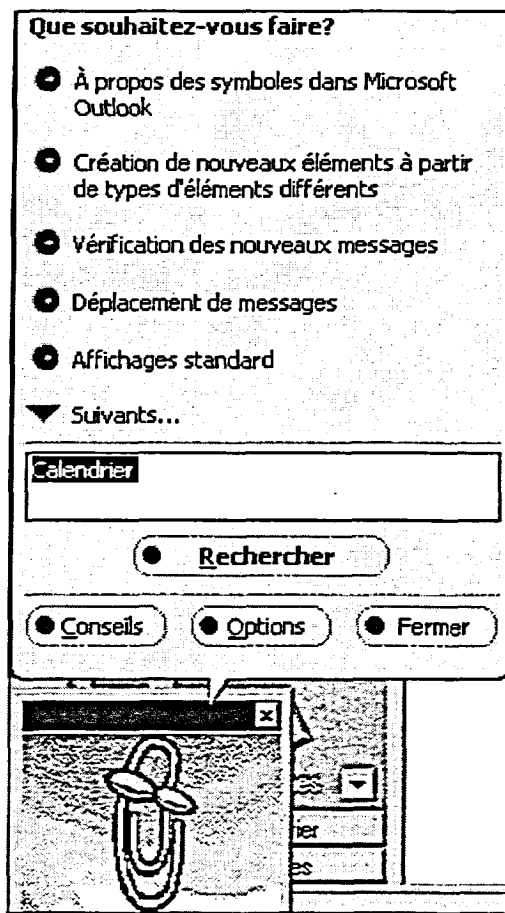 Que souhaitez-vous faire?
À propos des symboles dans Microsoft
Outlook
Création de nouveaux éléments à partir
de types d'éléments différents
Vérification des nouveaux messages
Déplacement de messages
Affichages standard
Suivants...
Calendrier
Rechercher
Conseils
Options
Fermer